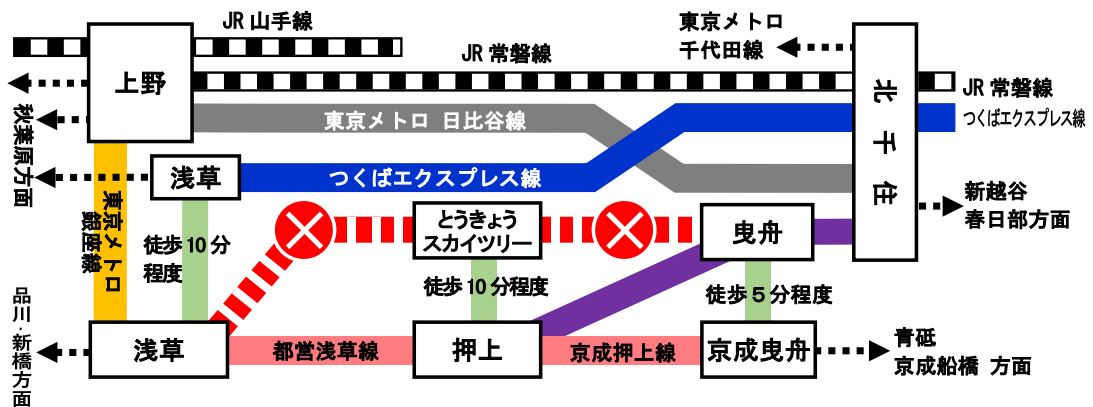 JR 山手線
東京メトロ
千代田線
JR 常磐線
上野
北千住
JR 常磐線
つくばエクスプレス線
秋葉原方面
東京メトロ 日比谷線
浅草
つくばエクスプレス線
新越谷
春日部方面
東京メトロ
銀座線
徒歩 10 分
程度
とうきょう
スカイツリー
曳舟
徒歩 10 分程度
徒歩 5 分程度
品川・新橋方面
浅草
都営浅草線
押上
京成押上線
京成曳舟
青砥
京成船橋 方面